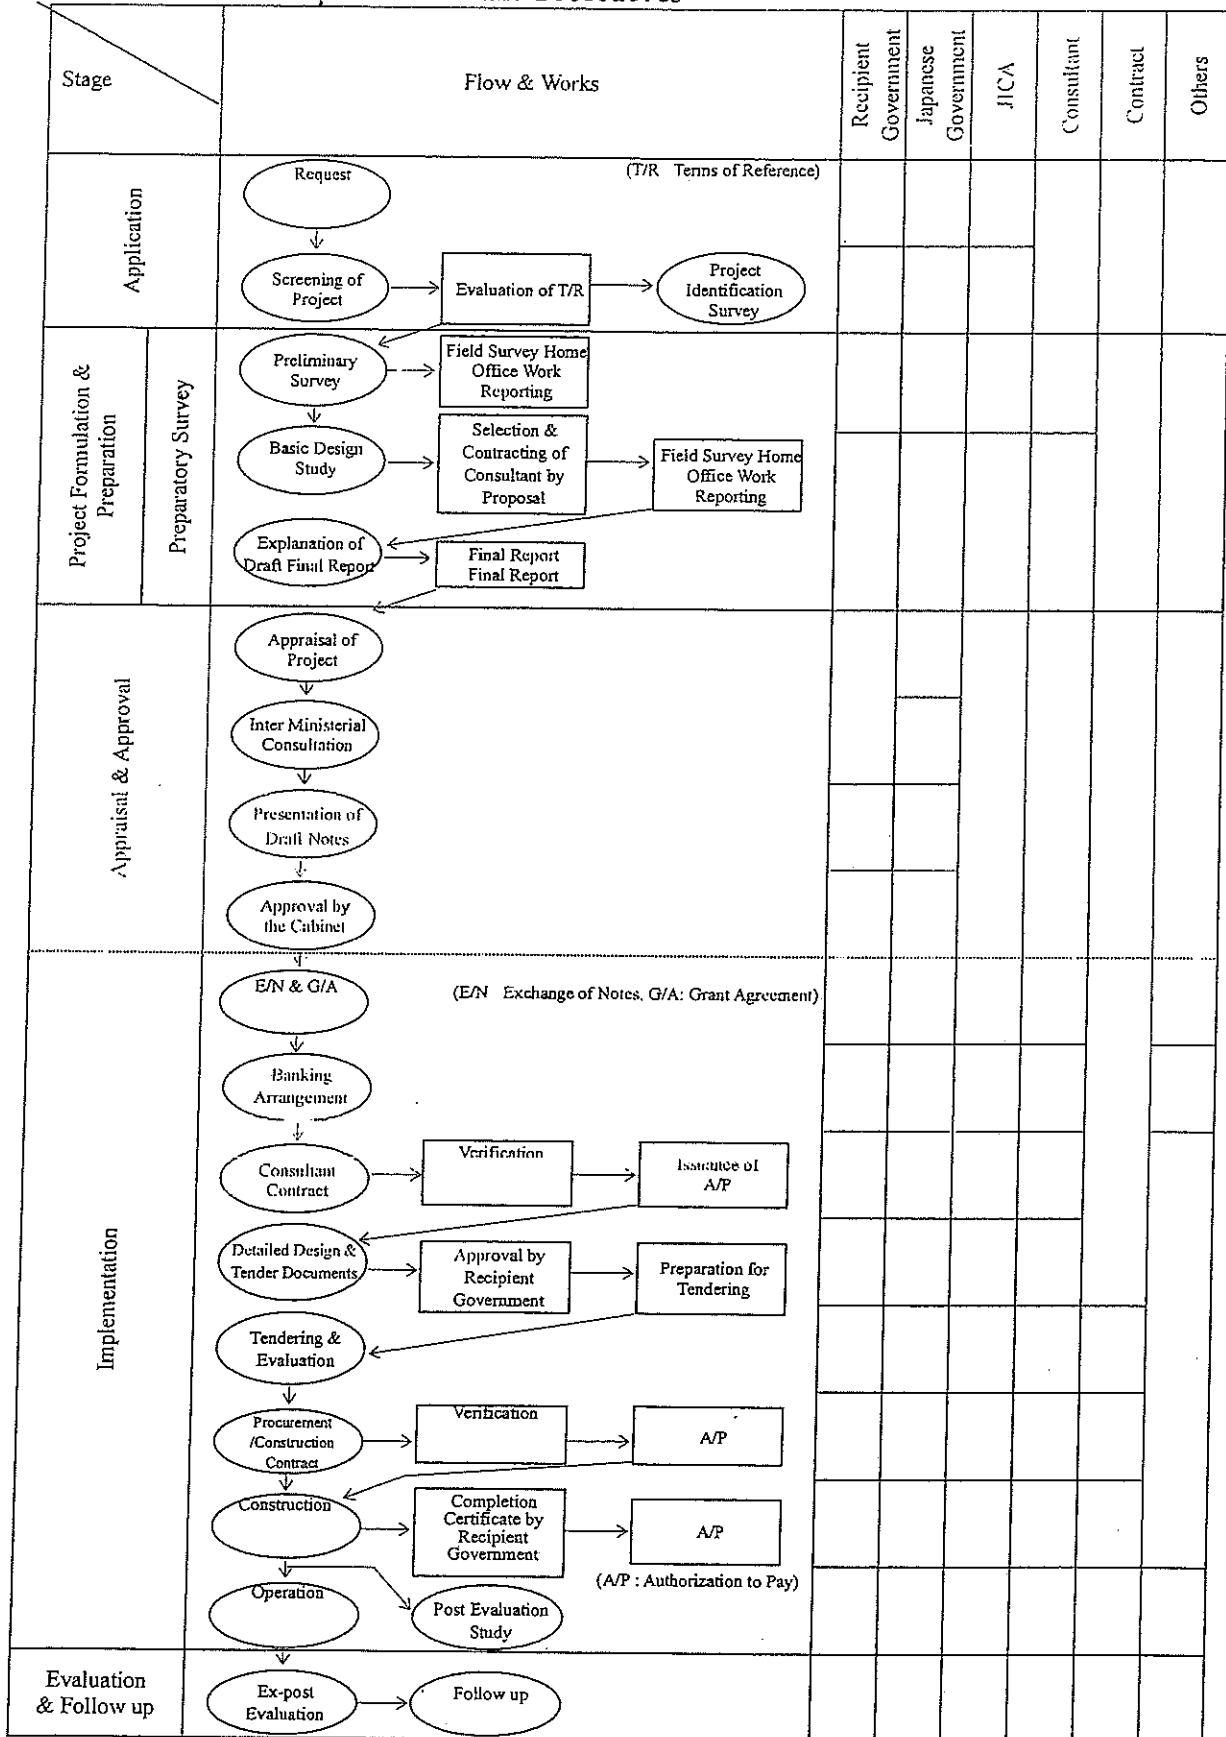 Procedures
Stage
Flow & Works
Recipient
Government
Japanese
Government
JICA
Consultant
Contract
Others
Application
Request
(T/R Terms of Reference)
Screening of
Project
Evaluation of T/R
Project
Identification
Survey
Project Formulation &
Preparation
Preparatory Survey
Preliminary
Survey
Field Survey Home
Office Work
Reporting
Basic Design
Study
Selection &
Contracting of
Consultant by
Proposal
Field Survey Home
Office Work
Reporting
Explanation of
Draft Final Report
Final Report
Final Report
Appraisal & Approval
Appraisal of
Project
Inter Ministerial
Consultation
Presentation of
Draft Notes
Approval by
the Cabinet
Implementation
E/N & G/A
(E/N Exchange of Notes, G/A: Grant Agreement)
Banking
Arrangement
Consultant
Contract
Verification
Issuance of
A/P
Detailed Design &
Tender Documents
Approval by
Recipient
Government
Preparation for
Tendering
Tendering &
Evaluation
Procurement
/Construction
Contract
Verification
A/P
Construction
Completion
Certificate by
Recipient
Government
A/P
(A/P : Authorization to Pay)
Operation
Post Evaluation
Study
Evaluation
& Follow up
Ex-post
Evaluation
Follow up